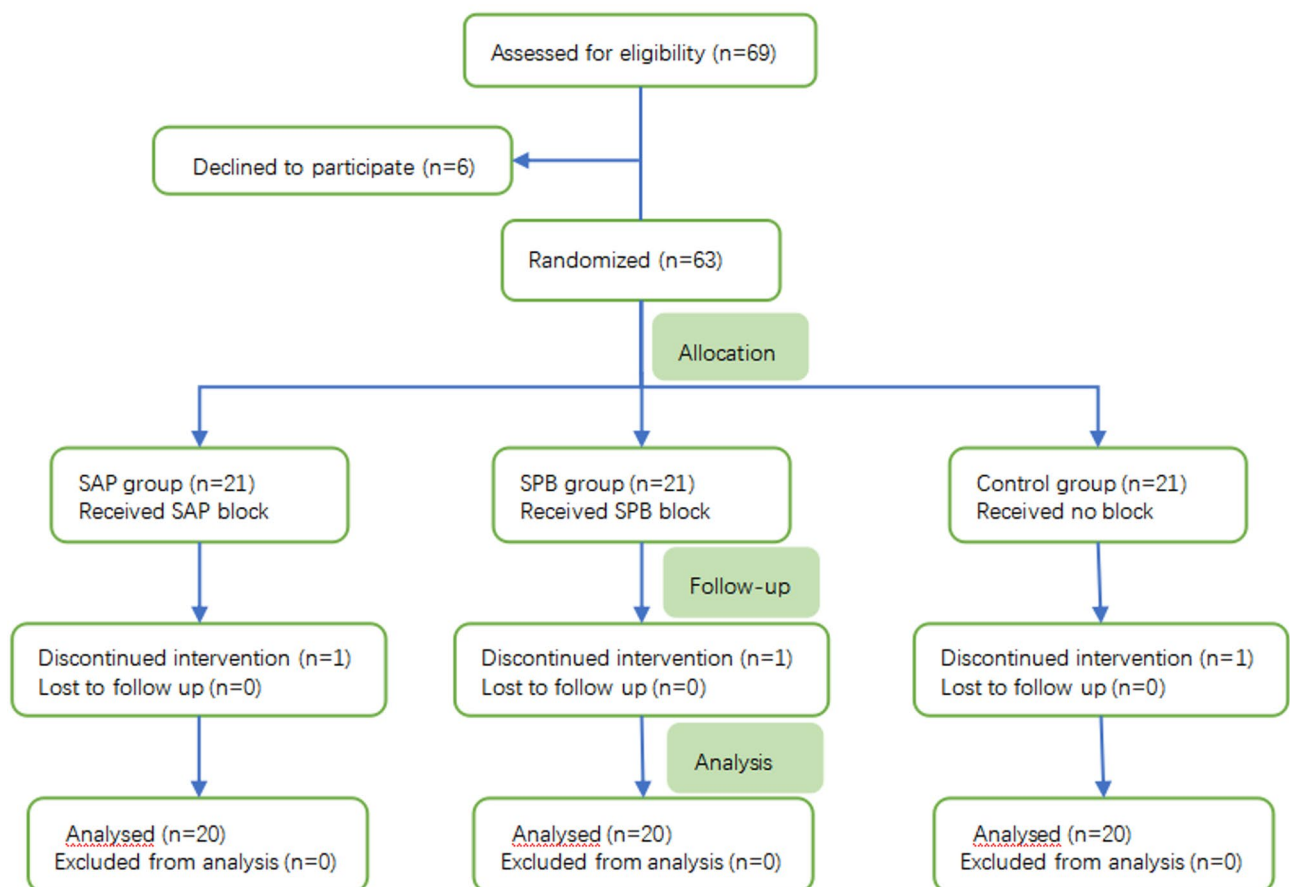 Assessed for eligibility (n=69)
Declined to participate (n=6)
Randomized (n=63)
Allocation
SAP group (n=21)
Received SAP block
SPB group (n=21)
Received SPB block
Control group (n=21)
Received no block
Follow-up
Discontinued intervention (n=1)
Lost to follow up (n=0)
Discontinued intervention (n=1)
Lost to follow up (n=0)
Discontinued intervention (n=1)
Lost to follow up (n=0)
Analysis
Analysed (n=20)
Excluded from analysis (n=0)
Analysed (n=20)
Excluded from analysis (n=0)
Analysed (n=20)
Excluded from analysis (n=0)